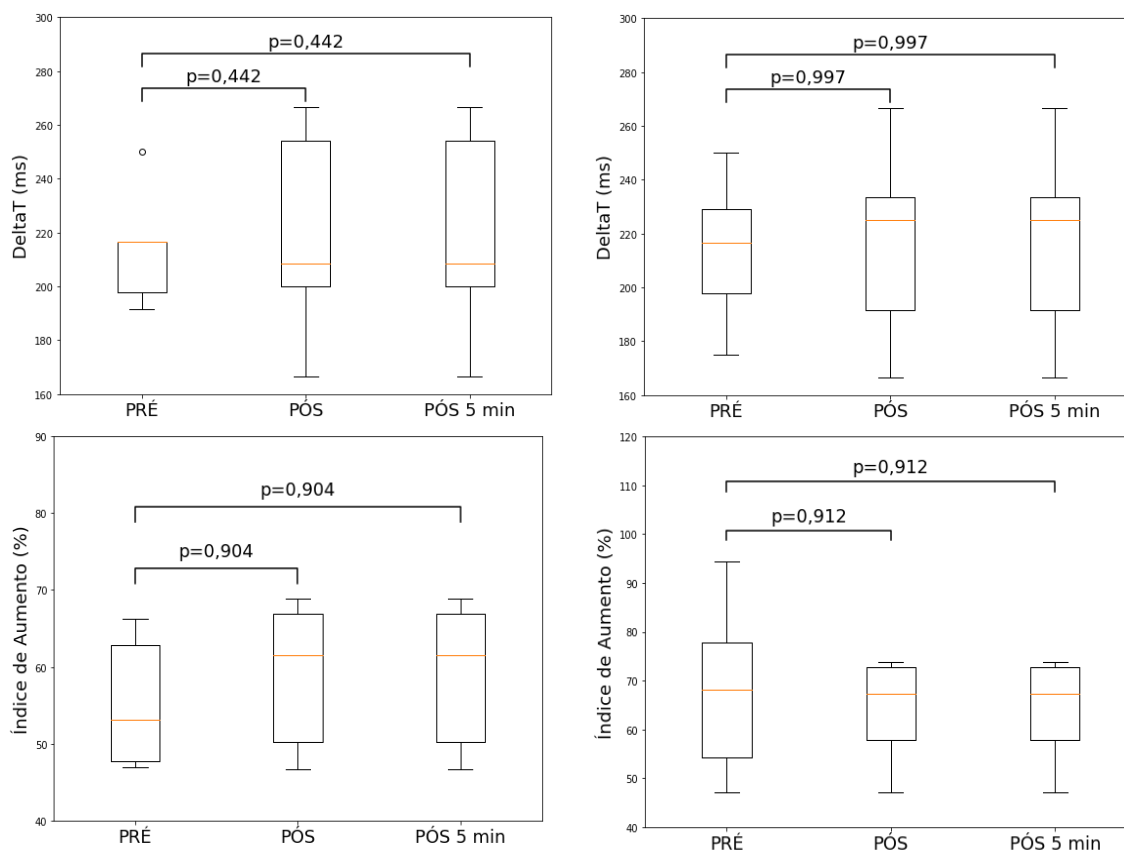 300
280
260
240
220
200
180
160
DeltaT (ms)
p=0,442
p=0,442
PRÉ
PÓS
PÓS 5 min
300
280
260
240
220
200
180
160
DeltaT (ms)
p=0,997
p=0,997
PRÉ
PÓS
PÓS 5 min
90
80
70
60
50
40
Índice de Aumento (%)
p=0,904
p=0,904
PRÉ
PÓS
PÓS 5 min
120
110
100
90
80
70
60
50
40
Índice de Aumento (%)
p=0,912
p=0,912
PRÉ
PÓS
PÓS 5 min